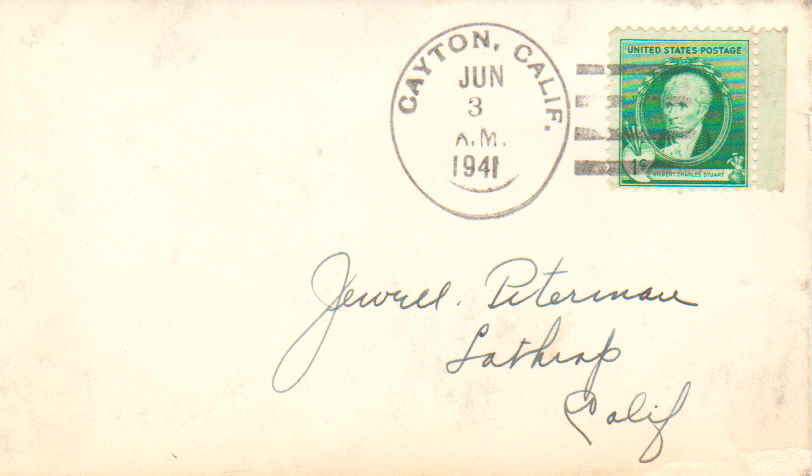 CAYTON, CALIF.
JUN
3
A.M.
1941
UNITED STATES POSTAGE
1¢
GILBERT CHARLES STUART
Jewell. Peterman
Lathrop
Calif